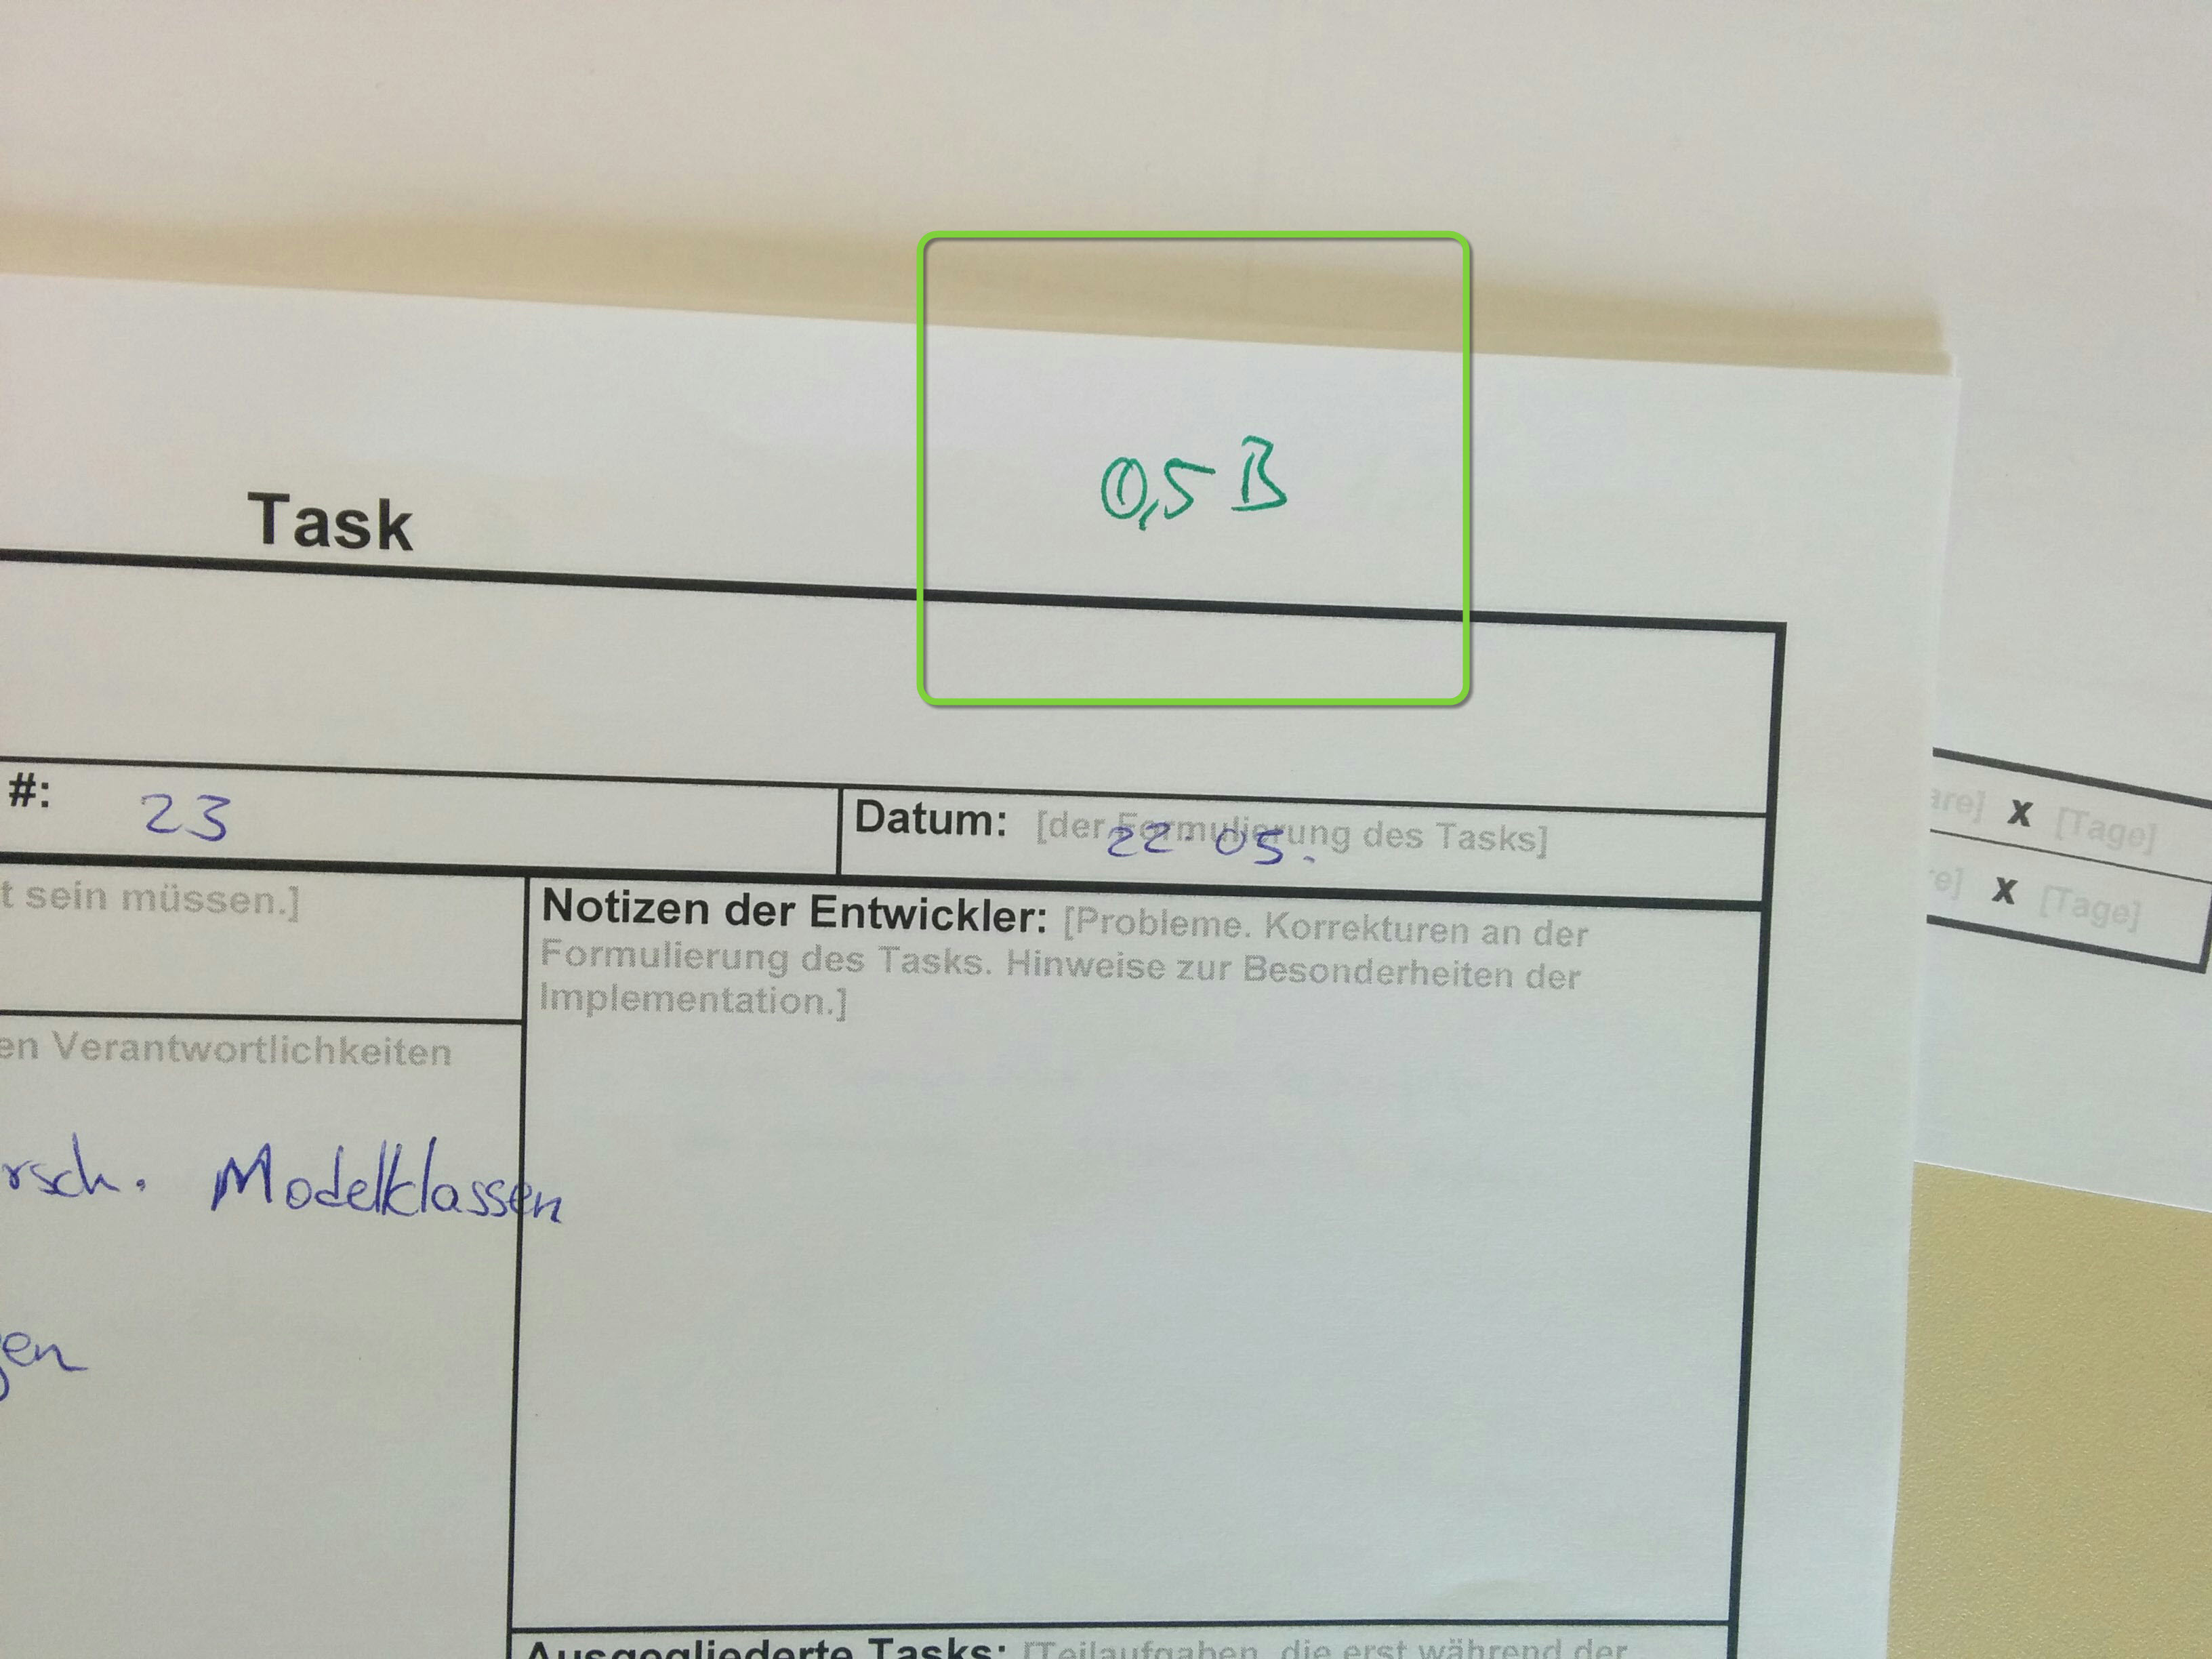 0,5 B
Task
#: 23
Datum: [der Formulierung des Tasks]
22.05.
are] x [Tage]
re] x [Tage]
t sein müssen.]
Notizen der Entwickler: [Probleme. Korrekturen an der
Formulierung des Tasks. Hinweise zur Besonderheiten der
Implementation.]
en Verantwortlichkeiten
rsch. Modelklassen
gen
Ausgegliederte Tasks: [Teilaufgaben, die erst während der